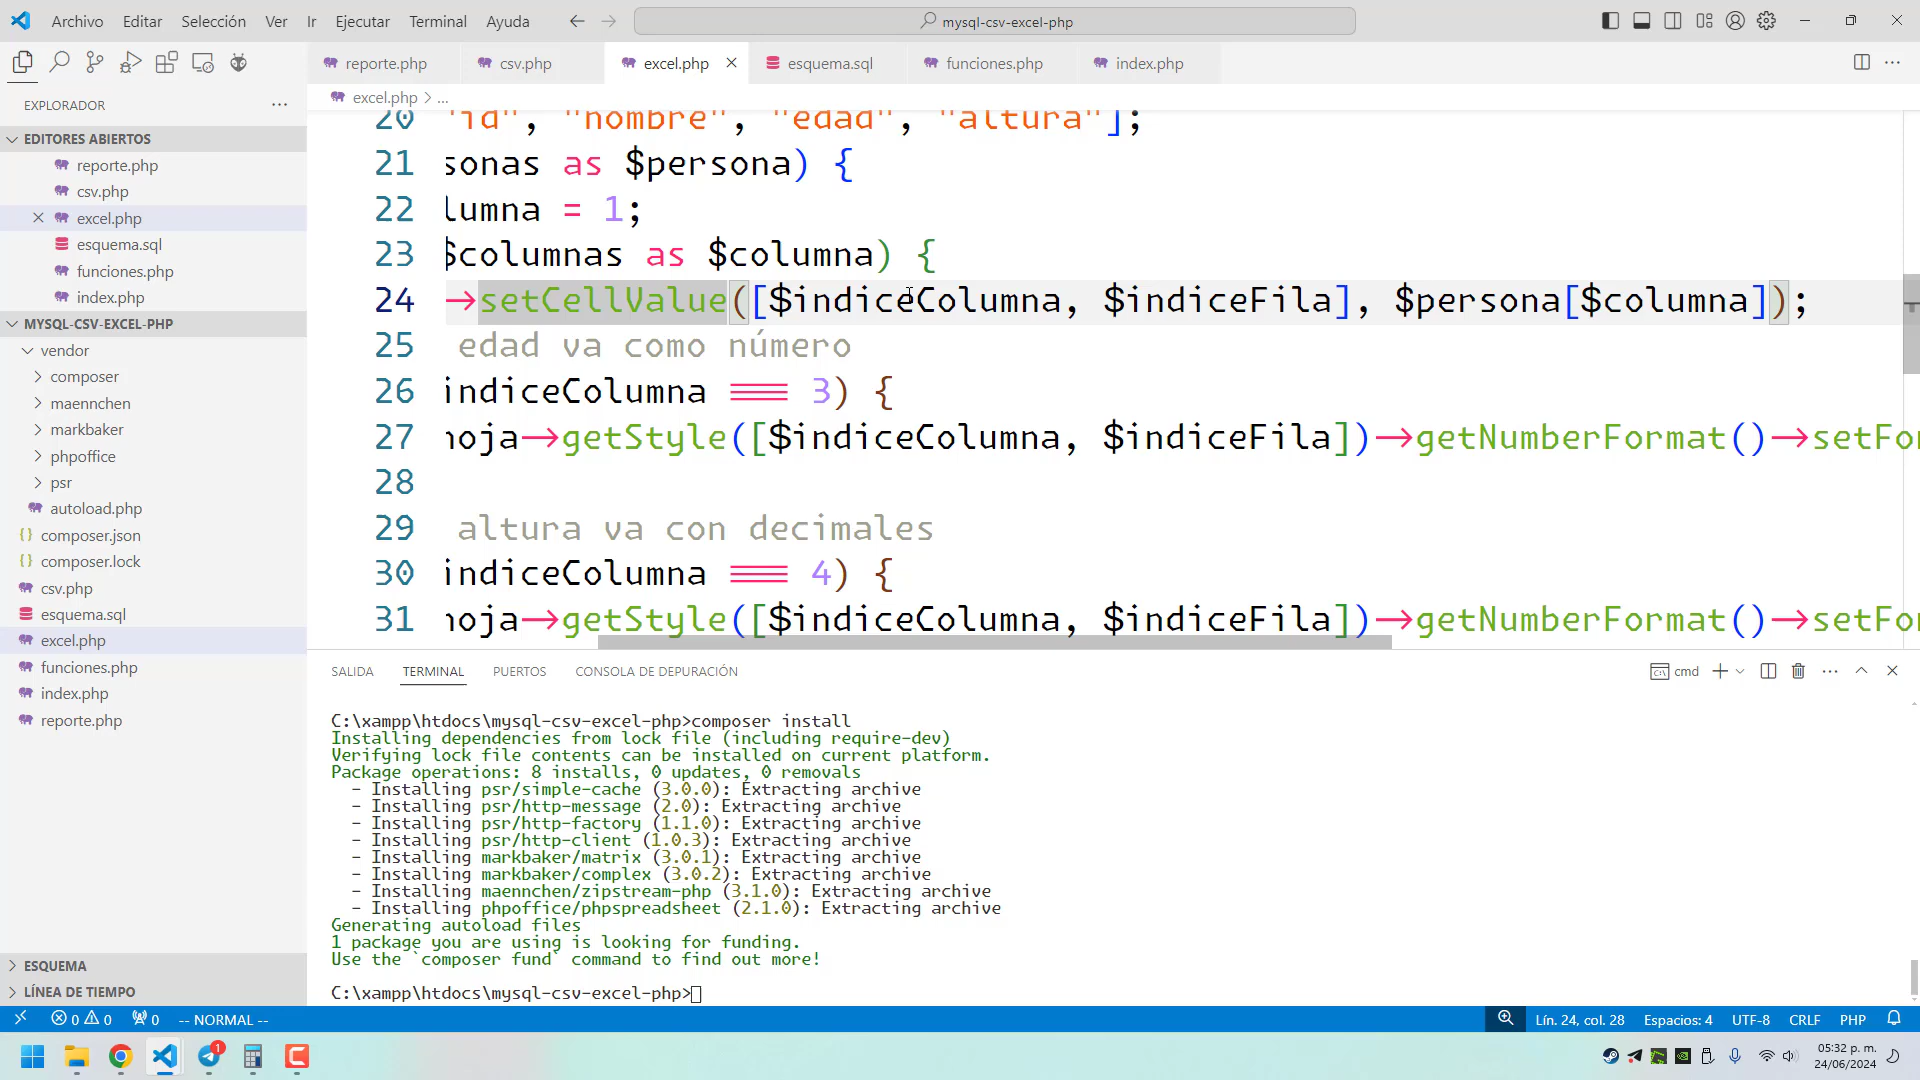 Archivo Editar Selección Ver Ir Ejecutar Terminal Ayuda mysql-csv-excel-php
reporte.php csv.php excel.php esquema.sql funciones.php index.php
EXPLORADOR
excel.php > ...
EDITORES ABIERTOS
reporte.php
csv.php
excel.php
esquema.sql
funciones.php
index.php
MYSQL-CSV-EXCEL-PHP
vendor
composer
maennchen
markbaker
phpoffice
psr
autoload.php
composer.json
composer.lock
csv.php
esquema.sql
excel.php
funciones.php
index.php
reporte.php
ESQUEMA
LÍNEA DE TIEMPO
20 "id", "nombre", "edad", "altura"];
21 sonas as $persona) {
22 lumna = 1;
23 $columnas as $columna) {
24 ->setCellValue([$indiceColumna, $indiceFila], $persona[$columna]);
25 edad va como número
26 indiceColumna === 3) {
27 hoja->getStyle([$indiceColumna, $indiceFila])->getNumberFormat()->setFo
28
29 altura va con decimales
30 indiceColumna === 4) {
31 hoja->getStyle([$indiceColumna, $indiceFila])->getNumberFormat()->setFo
SALIDA TERMINAL PUERTOS CONSOLA DE DEPURACIÓN cmd
C:\xampp\htdocs\mysql-csv-excel-php>composer install
Installing dependencies from lock file (including require-dev)
Verifying lock file contents can be installed on current platform.
Package operations: 8 installs, 0 updates, 0 removals
- Installing psr/simple-cache (3.0.0): Extracting archive
- Installing psr/http-message (2.0): Extracting archive
- Installing psr/http-factory (1.1.0): Extracting archive
- Installing psr/http-client (1.0.3): Extracting archive
- Installing markbaker/matrix (3.0.1): Extracting archive
- Installing markbaker/complex (3.0.2): Extracting archive
- Installing maennchen/zipstream-php (3.1.0): Extracting archive
- Installing phpoffice/phpspreadsheet (2.1.0): Extracting archive
Generating autoload files
1 package you are using is looking for funding.
Use the `composer fund` command to find out more!
C:\xampp\htdocs\mysql-csv-excel-php>
0 0 0 -- NORMAL -- Lín. 24, col. 28 Espacios: 4 UTF-8 CRLF PHP
1 05:32 p. m.
24/06/2024